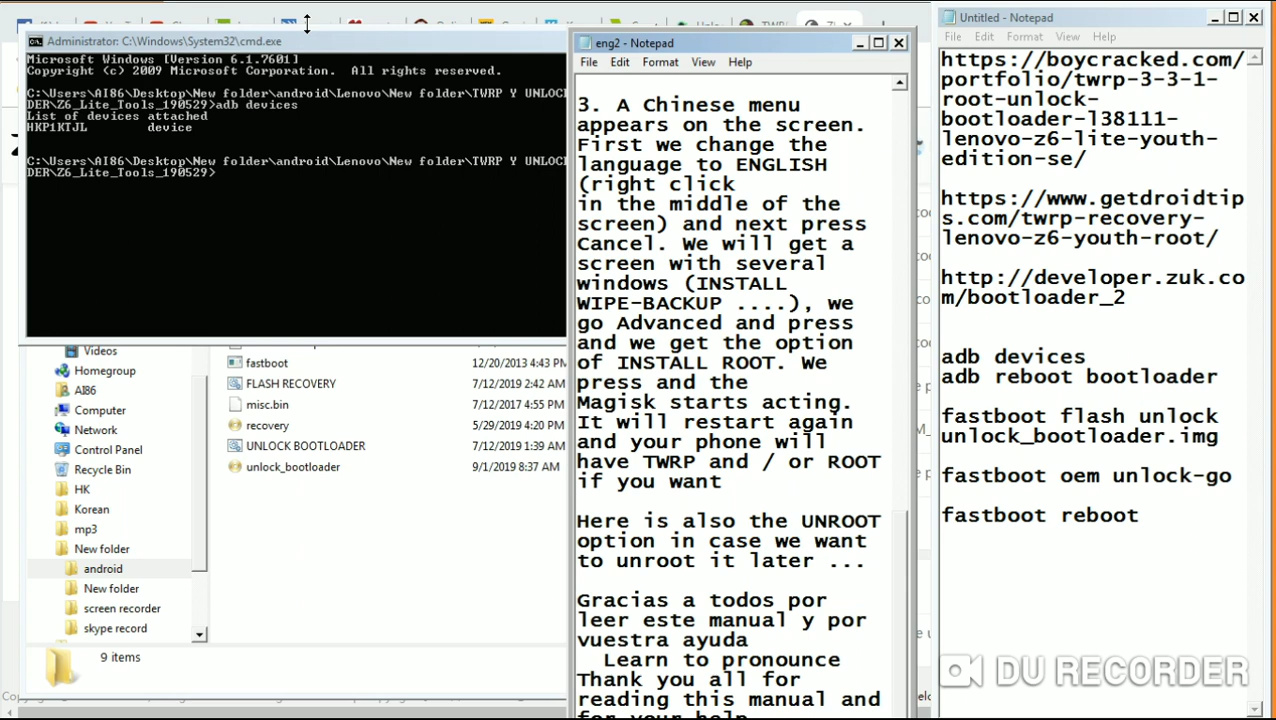 Administrator: C:\Windows\System32\cmd.exe
Microsoft Windows [Version 6.1.7601]
Copyright (c) 2009 Microsoft Corporation.  All rights reserved.
C:\Users\AI86\Desktop\New folder\android\Lenovo\New folder\TWRP Y UNLOC
DER\Z6_Lite_Tools_190529>adb devices
List of devices attached
HKP1KTJL        device
C:\Users\AI86\Desktop\New folder\android\Lenovo\New folder\TWRP Y UNLOC
DER\Z6_Lite_Tools_190529>
Videos
Homegroup
AI86
Computer
Network
Control Panel
Recycle Bin
HK
Korean
mp3
New folder
android
New folder
screen recorder
skype record
fastboot 12/20/2013 4:43 PM
FLASH RECOVERY 7/12/2019 2:42 AM
misc.bin 7/12/2017 4:55 PM
recovery 5/29/2019 4:20 PM
UNLOCK BOOTLOADER 7/12/2019 1:39 AM
unlock_bootloader 9/1/2019 8:37 AM
9 items
eng2 - Notepad
File Edit Format View Help
3. A Chinese menu
appears on the screen.
First we change the
language to ENGLISH
(right click
in the middle of the
screen) and next press
Cancel. We will get a
screen with several
windows (INSTALL
WIPE-BACKUP ....), we
go Advanced and press
and we get the option
of INSTALL ROOT. We
press and the
Magisk starts acting.
It will restart again
and your phone will
have TWRP and / or ROOT
if you want
Here is also the UNROOT
option in case we want
to unroot it later ...
Gracias a todos por
leer este manual y por
vuestra ayuda
Learn to pronounce
Thank you all for
reading this manual and
for your help
Untitled - Notepad
File Edit Format View Help
https://boycracked.com/
portfolio/twrp-3-3-1-
root-unlock-
bootloader-l38111-
lenovo-z6-lite-youth-
edition-se/
https://www.getdroidtip
s.com/twrp-recovery-
lenovo-z6-youth-root/
http://developer.zuk.co
m/bootloader_2
adb devices
adb reboot bootloader
fastboot flash unlock
unlock_bootloader.img
fastboot oem unlock-go
fastboot reboot
DU RECORDER